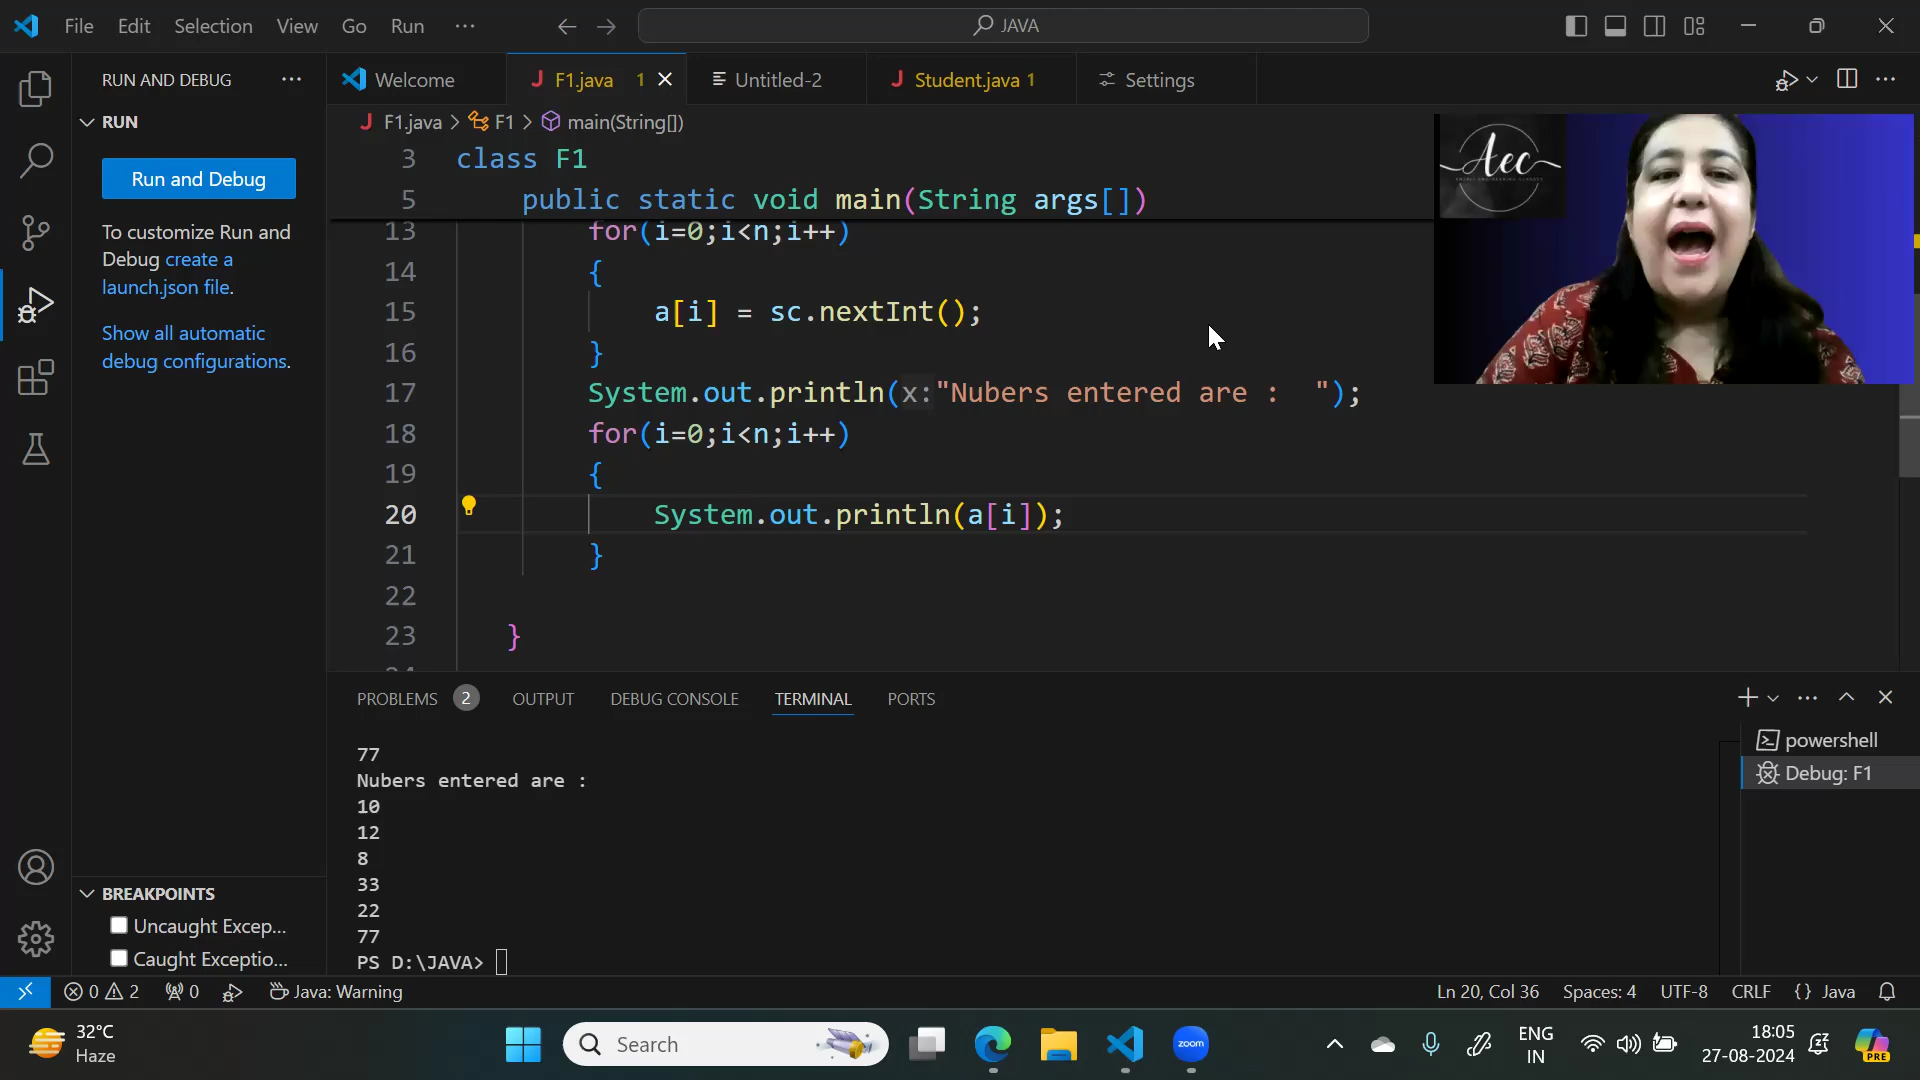 File Edit Selection View Go Run ··· JAVA
RUN AND DEBUG ···
Welcome
F1.java 1
Untitled-2
Student.java 1
Settings
F1.java > F1 > main(String[])
RUN
Run and Debug
To customize Run and
Debug create a
launch.json file.
Show all automatic
debug configurations.
BREAKPOINTS
Uncaught Excep...
Caught Exceptio...
3 class F1
5 public static void main(String args[])
13 for(i=0;i<n;i++)
14 {
15 a[i] = sc.nextInt();
16 }
17 System.out.println(x:"Nubers entered are :  ");
18 for(i=0;i<n;i++)
19 {
20 System.out.println(a[i]);
21 }
22
23 }
Aec
PROBLEMS 2 OUTPUT DEBUG CONSOLE TERMINAL PORTS
77
Nubers entered are :
10
12
8
33
22
77
PS D:\JAVA>
powershell
Debug: F1
0 2 0 Java: Warning Ln 20, Col 36 Spaces: 4 UTF-8 CRLF {} Java
32°C
Haze
Search
zoom
ENG
IN
18:05
27-08-2024
PRE